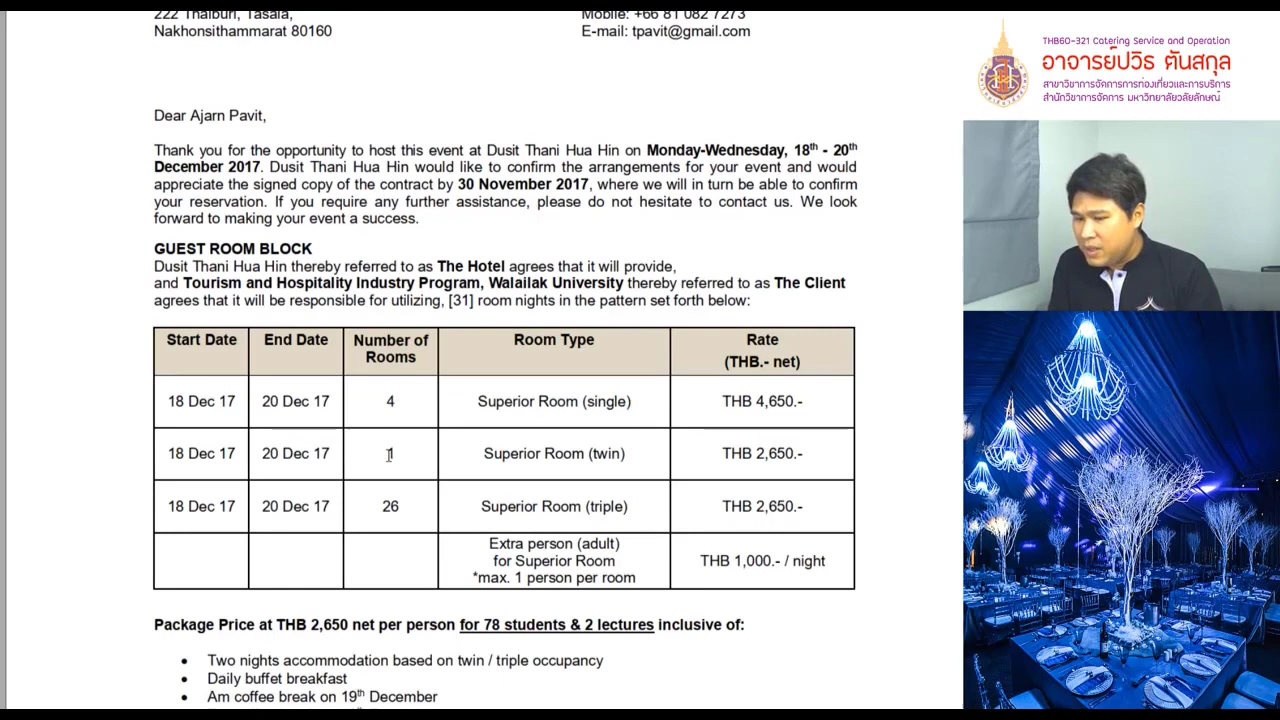 222 Thaiburi, Tasala,
Nakhonsithammarat 80160
Mobile: +66 81 082 7273
E-mail: tpavit@gmail.com
THB60-321 Catering Service and Operation
อาจารย์ปวิธ ตันสกุล
สาขาวิชาการจัดการการท่องเที่ยวและการบริการ
สำนักวิชาการจัดการ มหาวิทยาลัยวลัยลักษณ์
Dear Ajarn Pavit,
Thank you for the opportunity to host this event at Dusit Thani Hua Hin on Monday-Wednesday, 18th - 20th
December 2017. Dusit Thani Hua Hin would like to confirm the arrangements for your event and would
appreciate the signed copy of the contract by 30 November 2017, where we will in turn be able to confirm
your reservation. If you require any further assistance, please do not hesitate to contact us. We look
forward to making your event a success.
GUEST ROOM BLOCK
Dusit Thani Hua Hin thereby referred to as The Hotel agrees that it will provide,
and Tourism and Hospitality Industry Program, Walailak University thereby referred to as The Client
agrees that it will be responsible for utilizing, [31] room nights in the pattern set forth below:
Start Date End Date Number of Rooms Room Type Rate (THB.- net)
18 Dec 17 20 Dec 17 4 Superior Room (single) THB 4,650.-
18 Dec 17 20 Dec 17 1 Superior Room (twin) THB 2,650.-
18 Dec 17 20 Dec 17 26 Superior Room (triple) THB 2,650.-
Extra person (adult)
for Superior Room
*max. 1 person per room
THB 1,000.- / night
Package Price at THB 2,650 net per person for 78 students & 2 lectures inclusive of:
• Two nights accommodation based on twin / triple occupancy
• Daily buffet breakfast
• Am coffee break on 19th December